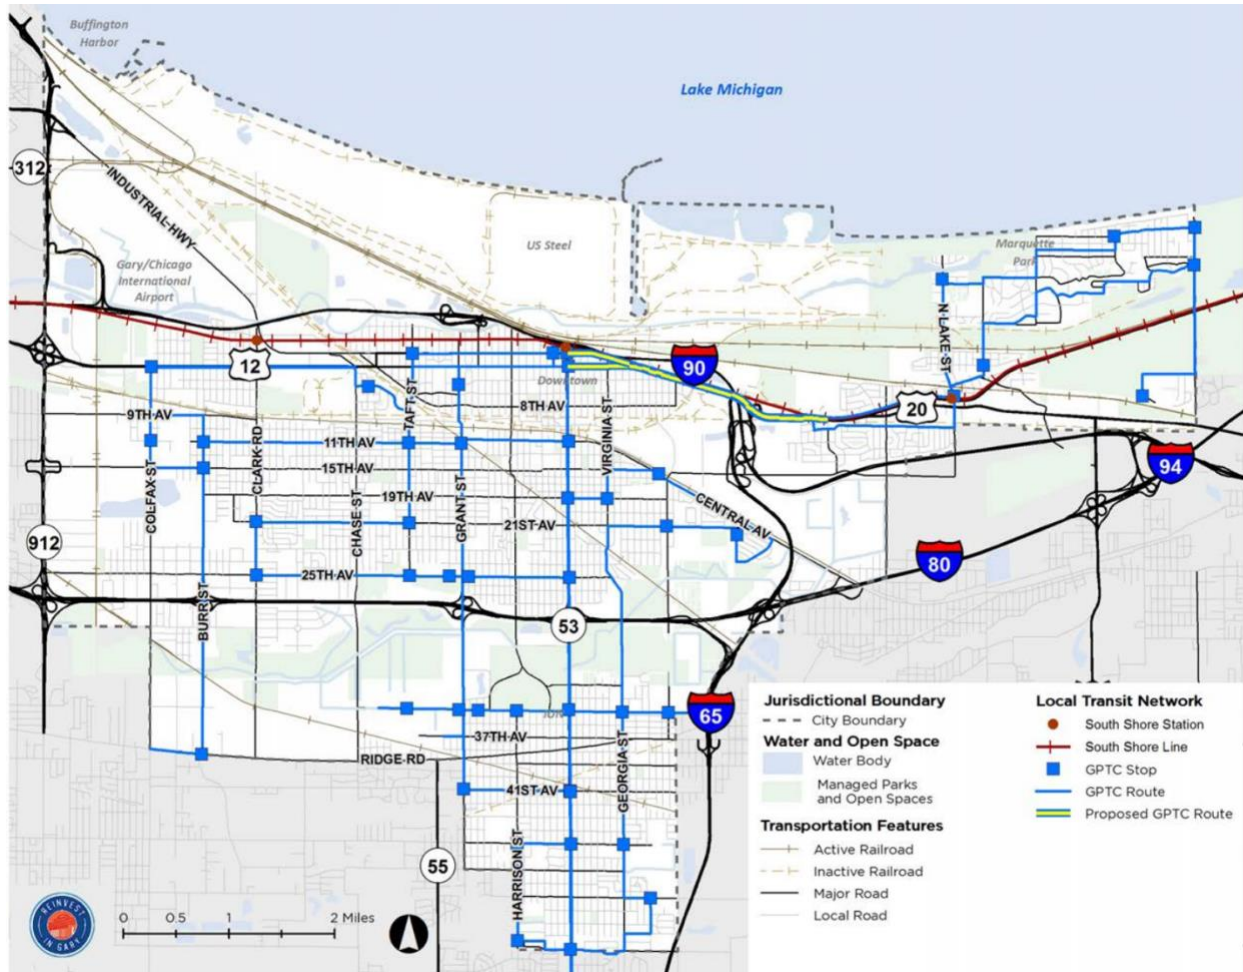 Buffington
Harbor
Lake Michigan
312
INDUSTRIAL HWY
US Steel
Marquette
Park
Gary/Chicago
International
Airport
N LAKE ST
12
90
Downtown
20
TAFT ST
8TH AV
9TH AV
VIRGINIA ST
11TH AV
94
CLARK RD
15TH AV
COLFAX ST
GRANT ST
19TH AV
CENTRAL AV
CHASE ST
21ST AV
912
80
25TH AV
BURR ST
53
65
37TH AV
RIDGE RD
GEORGIA ST
41ST AV
HARRISON ST
55
REINVEST
IN GARY
0 0.5 1 2 Miles
Jurisdictional Boundary
City Boundary
Water and Open Space
Water Body
Managed Parks
and Open Spaces
Transportation Features
Active Railroad
Inactive Railroad
Major Road
Local Road
Local Transit Network
South Shore Station
South Shore Line
GPTC Stop
GPTC Route
Proposed GPTC Route